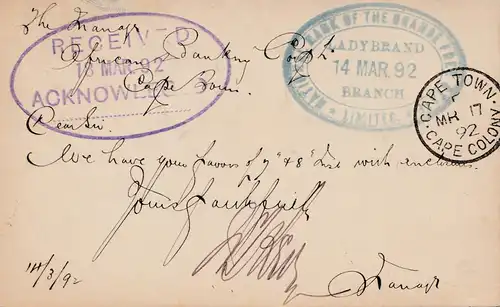 The Manager
African Banking Corpn.
Cape Town.
Dear Sir
We have your favors of 7th & 8th Inst with enclosures.
Yours faithfully
14/3/92
Manager
RECEIVED
18 MAR. 92
ACKNOWLE
NATIONAL BANK OF THE ORANGE FREE
LADYBRAND
14 MAR. 92
BRANCH
LIMITED
CAPE TOWN
MR 17
92
CAPE COLONY